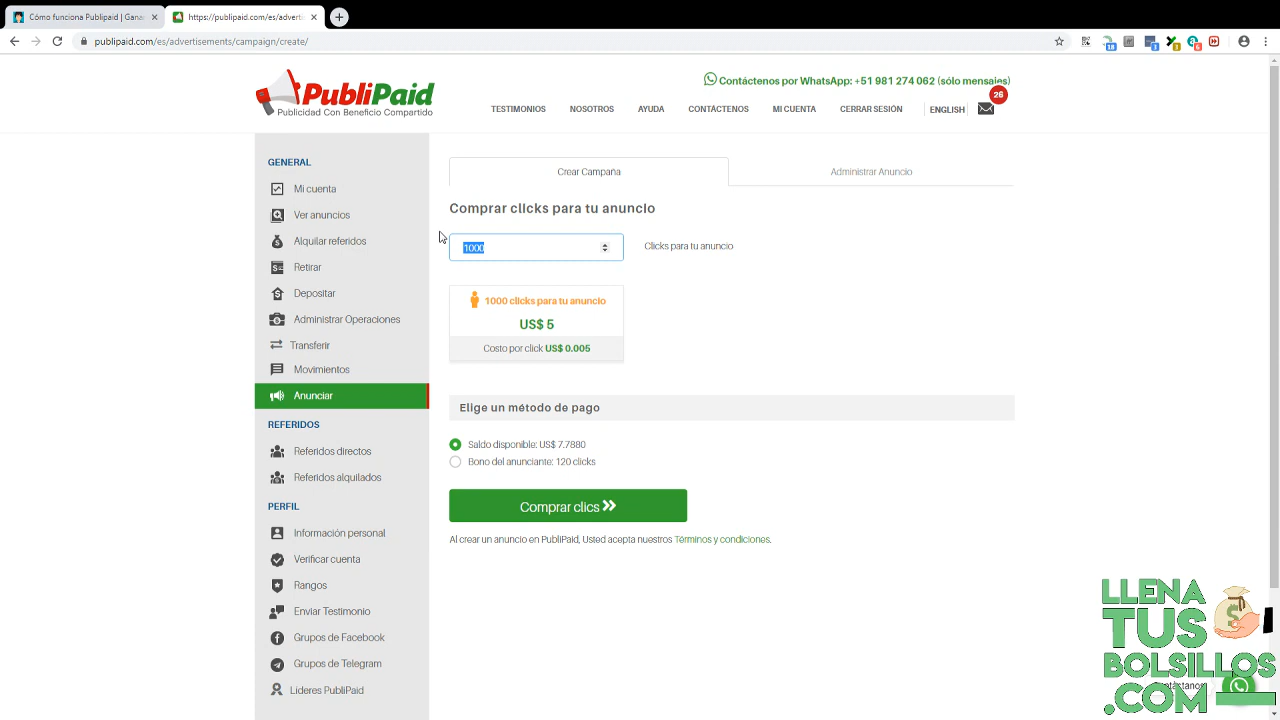 Cómo funciona Publipaid | Gana
https://publipaid.com/es/adverti
publipaid.com/es/advertisements/campaign/create/
PubliPaid
Publicidad Con Beneficio Compartido
Contáctenos por WhatsApp: +51 981 274 062 (sólo mensajes)
TESTIMONIOS NOSOTROS AYUDA CONTÁCTENOS MI CUENTA CERRAR SESIÓN ENGLISH 26
GENERAL
Mi cuenta
Ver anuncios
Alquilar referidos
Retirar
Depositar
Administrar Operaciones
Transferir
Movimientos
Anunciar
REFERIDOS
Referidos directos
Referidos alquilados
PERFIL
Información personal
Verificar cuenta
Rangos
Enviar Testimonio
Grupos de Facebook
Grupos de Telegram
Líderes PubliPaid
Crear Campaña Administrar Anuncio
Comprar clicks para tu anuncio
1000 Clicks para tu anuncio
1000 clicks para tu anuncio
US$ 5
Costo por click US$ 0.005
Elige un método de pago
Saldo disponible: US$ 7.7880
Bono del anunciante: 120 clicks
Comprar clics
Al crear un anuncio en PubliPaid, Usted acepta nuestros Términos y condiciones.
LLENA
TUS
BOLSILLOS
.COM